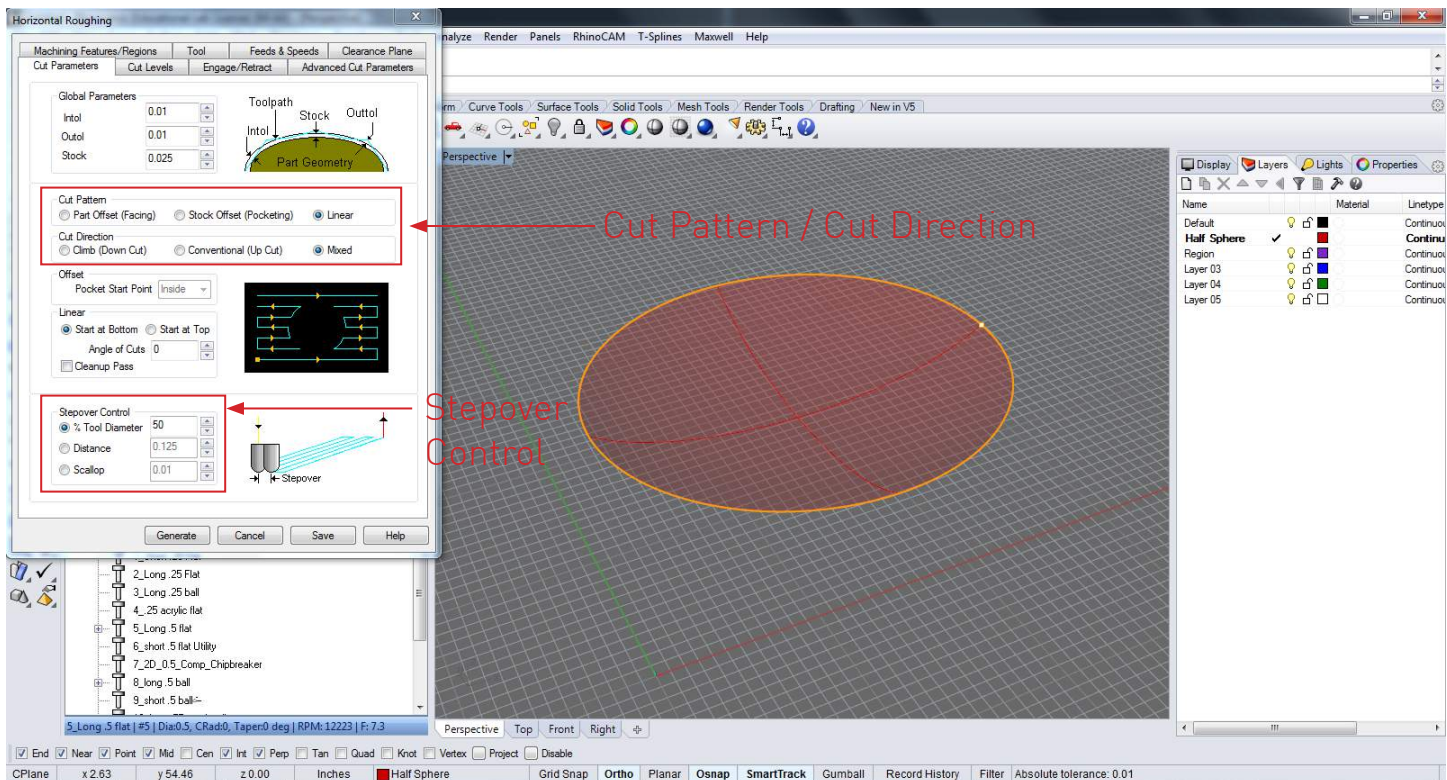 Horizontal Roughing
Machining Features/Regions Tool Feeds & Speeds Clearance Plane
Cut Parameters Cut Levels Engage/Retract Advanced Cut Parameters
Global Parameters
Intol 0.01
Outol 0.01
Stock 0.025
Toolpath
Stock
Outtol
Intol
Part Geometry
Cut Pattern
Part Offset (Facing) Stock Offset (Pocketing) Linear
Cut Direction
Climb (Down Cut) Conventional (Up Cut) Mixed
Offset
Pocket Start Point Inside
Linear
Start at Bottom Start at Top
Angle of Cuts 0
Cleanup Pass
Stepover Control
% Tool Diameter 50
Distance 0.125
Scallop 0.01
Stepover
Generate Cancel Save Help
2_Long .25 Flat
3_Long .25 ball
4_.25 acrylic flat
5_Long .5 flat
6_short .5 flat Utility
7_2D_0.5_Comp_Chipbreaker
8_long .5 ball
9_short .5 ball
5_Long .5 flat | #5 | Dia:0.5, CRad:0, Taper:0 deg | RPM: 12223 | F: 7.3
nalyze Render Panels RhinoCAM T-Splines Maxwell Help
rm Curve Tools Surface Tools Solid Tools Mesh Tools Render Tools Drafting New in V5
Perspective
Cut Pattern / Cut Direction
Stepover
Control
Display Layers Lights Properties
Name Material Linetype
Default Continuou
Half Sphere Continu
Region Continuou
Layer 03 Continuou
Layer 04 Continuou
Layer 05 Continuou
Perspective Top Front Right
End Near Point Mid Cen Int Perp Tan Quad Knot Vertex Project Disable
CPlane x 2.63 y 54.46 z 0.00 Inches Half Sphere Grid Snap Ortho Planar Osnap SmartTrack Gumball Record History Filter Absolute tolerance: 0.01